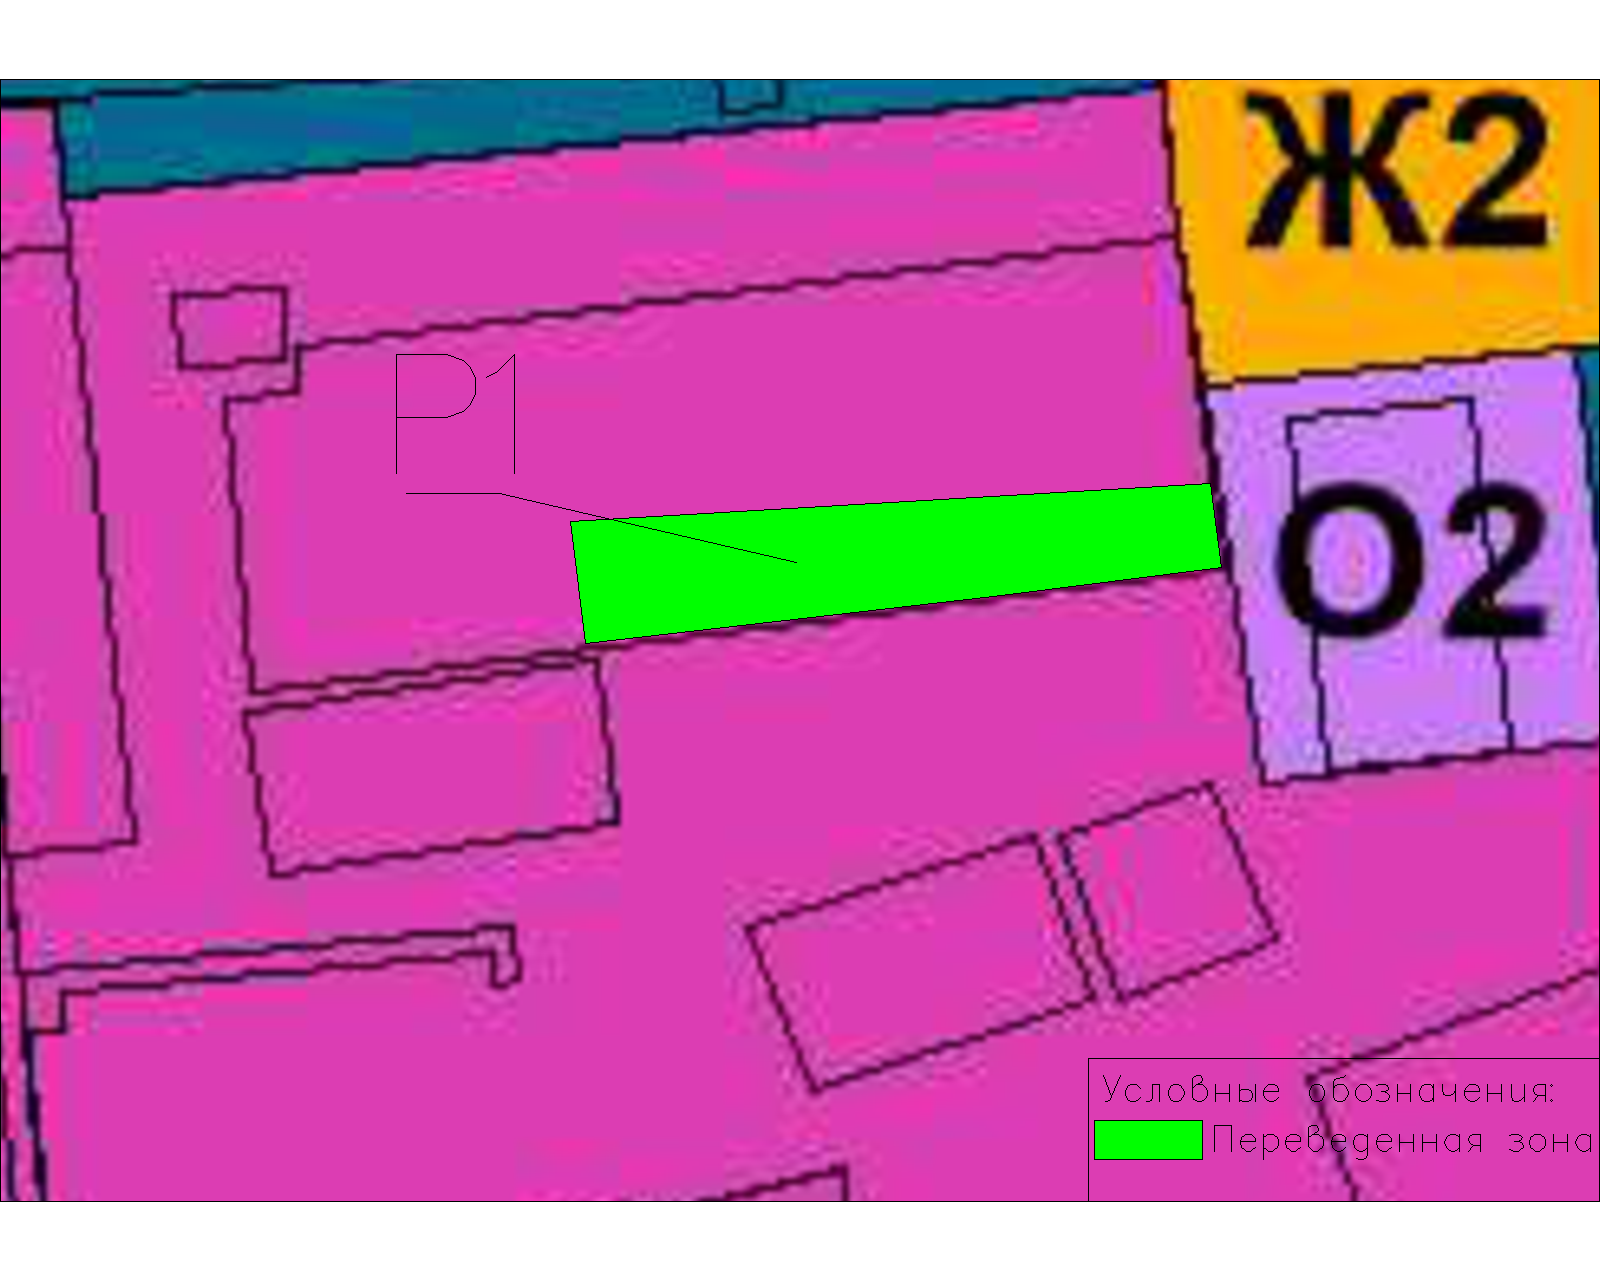 Ж2
Р1
О2
Условные обозначения:
Переведенная зона